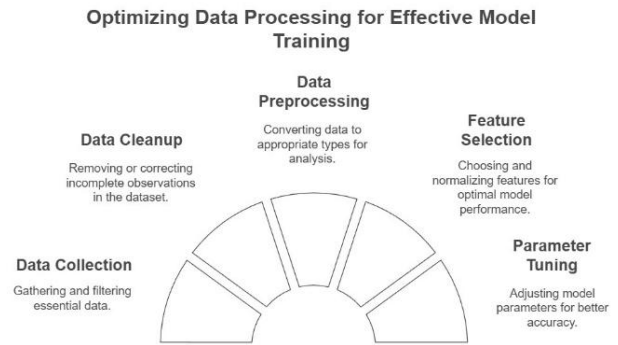 Optimizing Data Processing for Effective Model
Training
Data Collection
Gathering and filtering
essential data.
Data Cleanup
Removing or correcting
incomplete observations
in the dataset.
Data
Preprocessing
Converting data to
appropriate types for
analysis.
Feature
Selection
Choosing and
normalizing features for
optimal model
performance.
Parameter
Tuning
Adjusting model
parameters for better
accuracy.